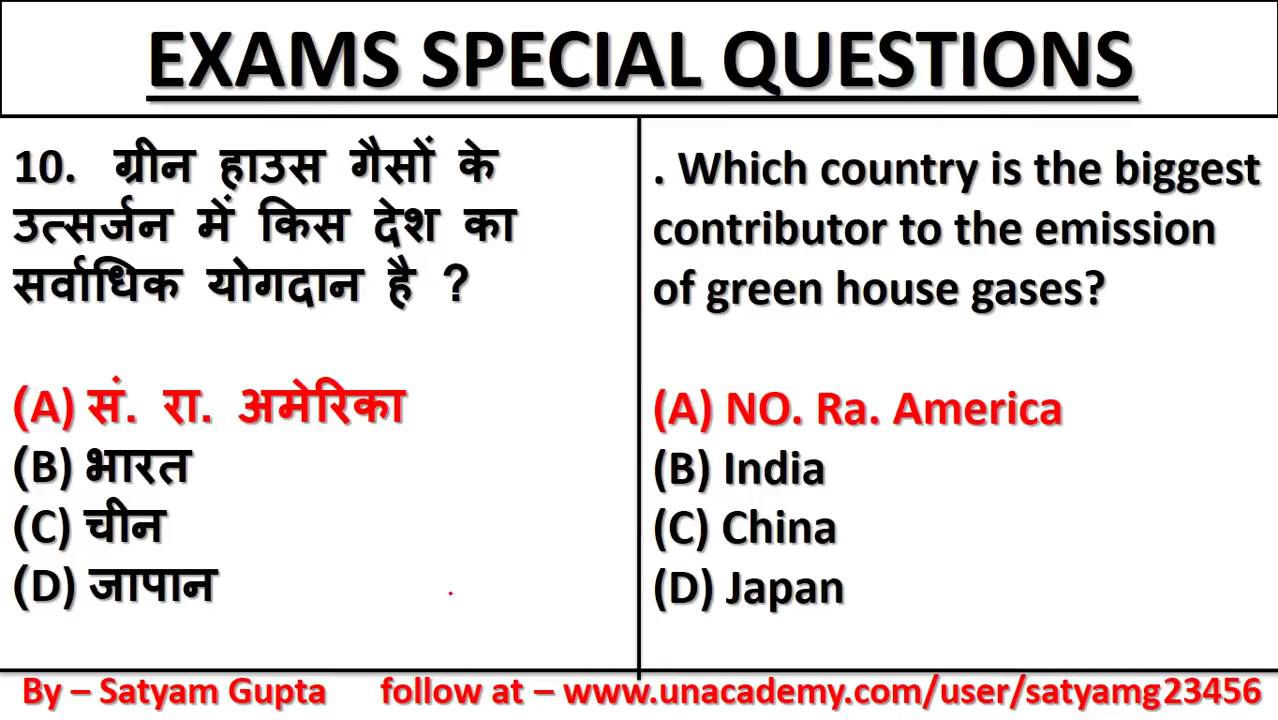 EXAMS SPECIAL QUESTIONS
10. ग्रीन हाउस गैसों के
उत्सर्जन में किस देश का
सर्वाधिक योगदान है ?
(A) सं. रा. अमेरिका
(B) भारत
(C) चीन
(D) जापान
. Which country is the biggest
contributor to the emission
of green house gases?
(A) NO. Ra. America
(B) India
(C) China
(D) Japan
By – Satyam Gupta follow at – www.unacademy.com/user/satyamg23456